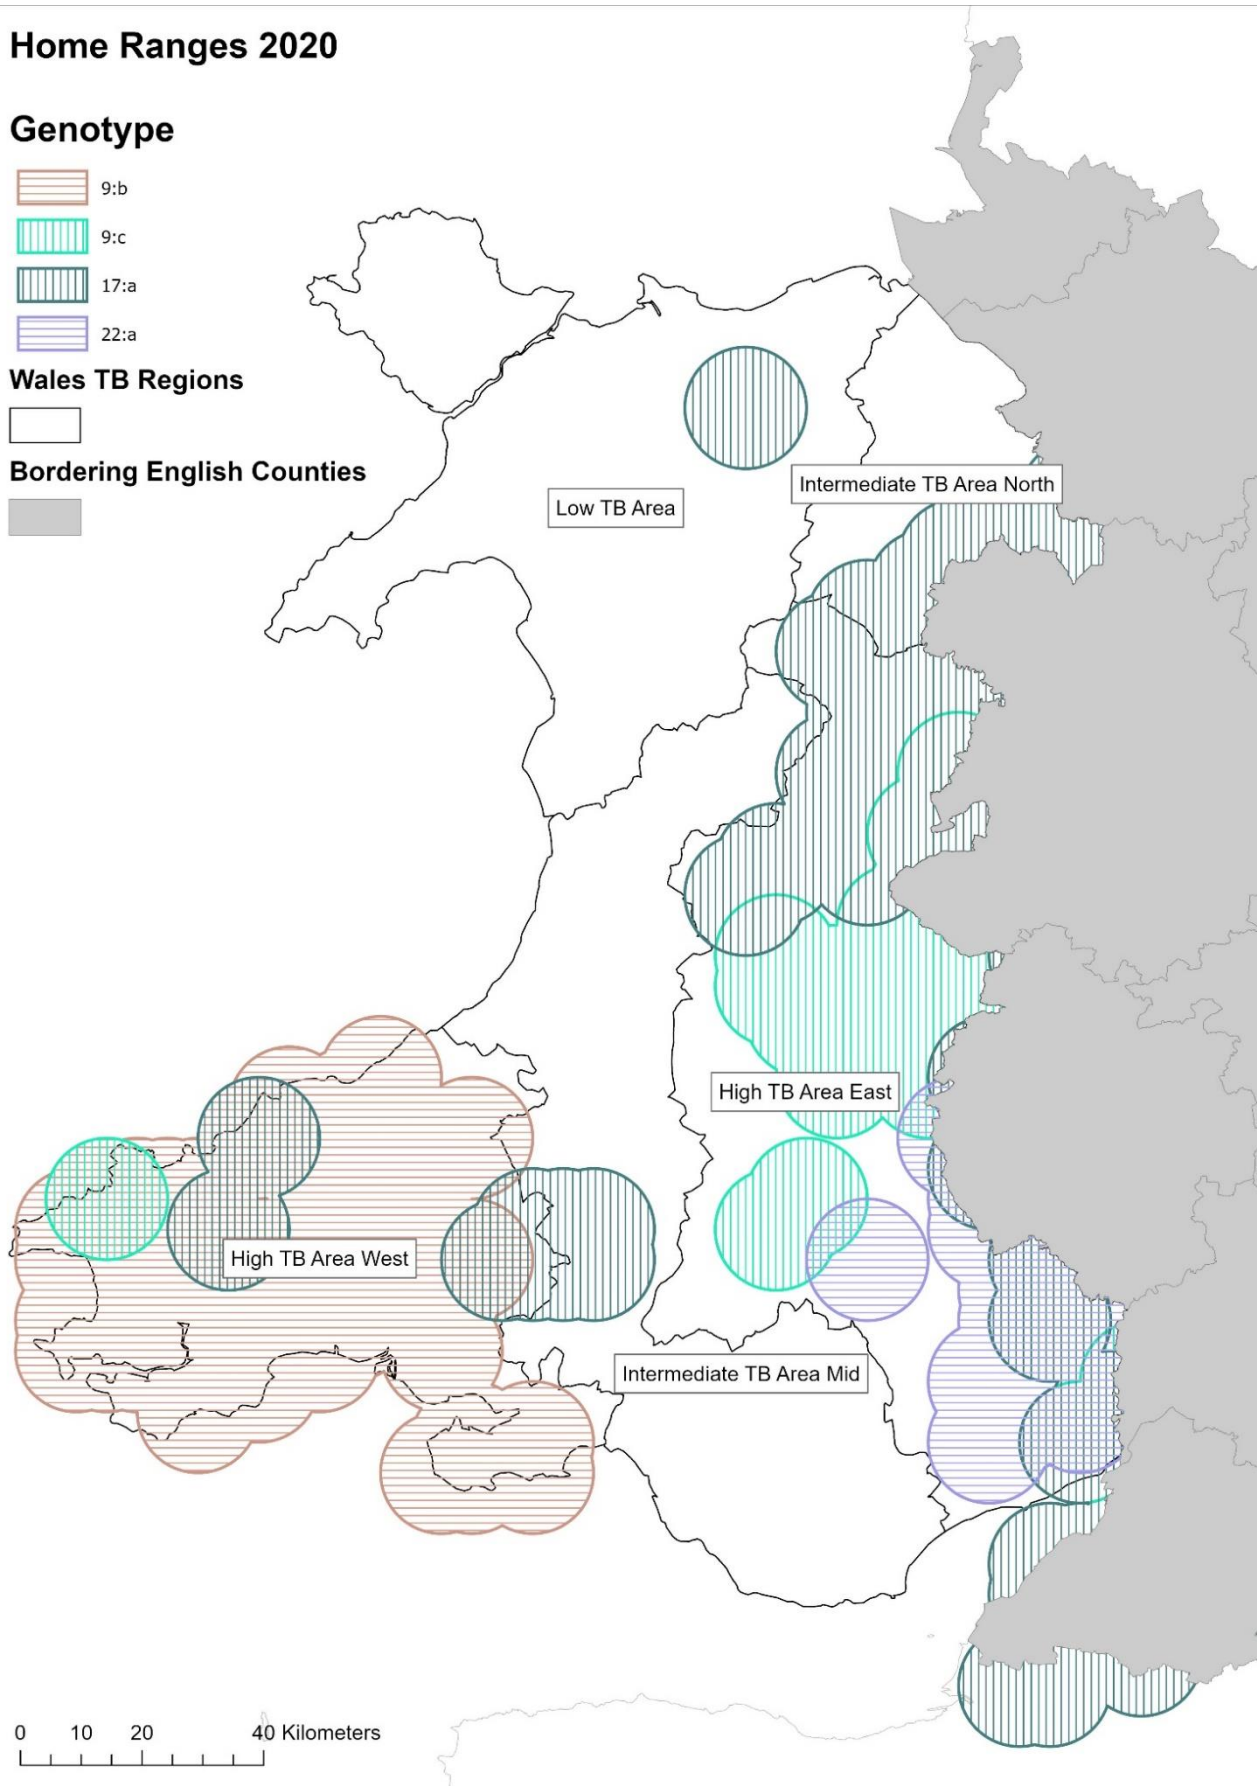 Home Ranges 2020
Genotype
9:b
9:c
17:a
22:a
Wales TB Regions
Bordering English Counties
Intermediate TB Area North
Low TB Area
High TB Area East
High TB Area West
Intermediate TB Area Mid
0 10 20 40 Kilometers